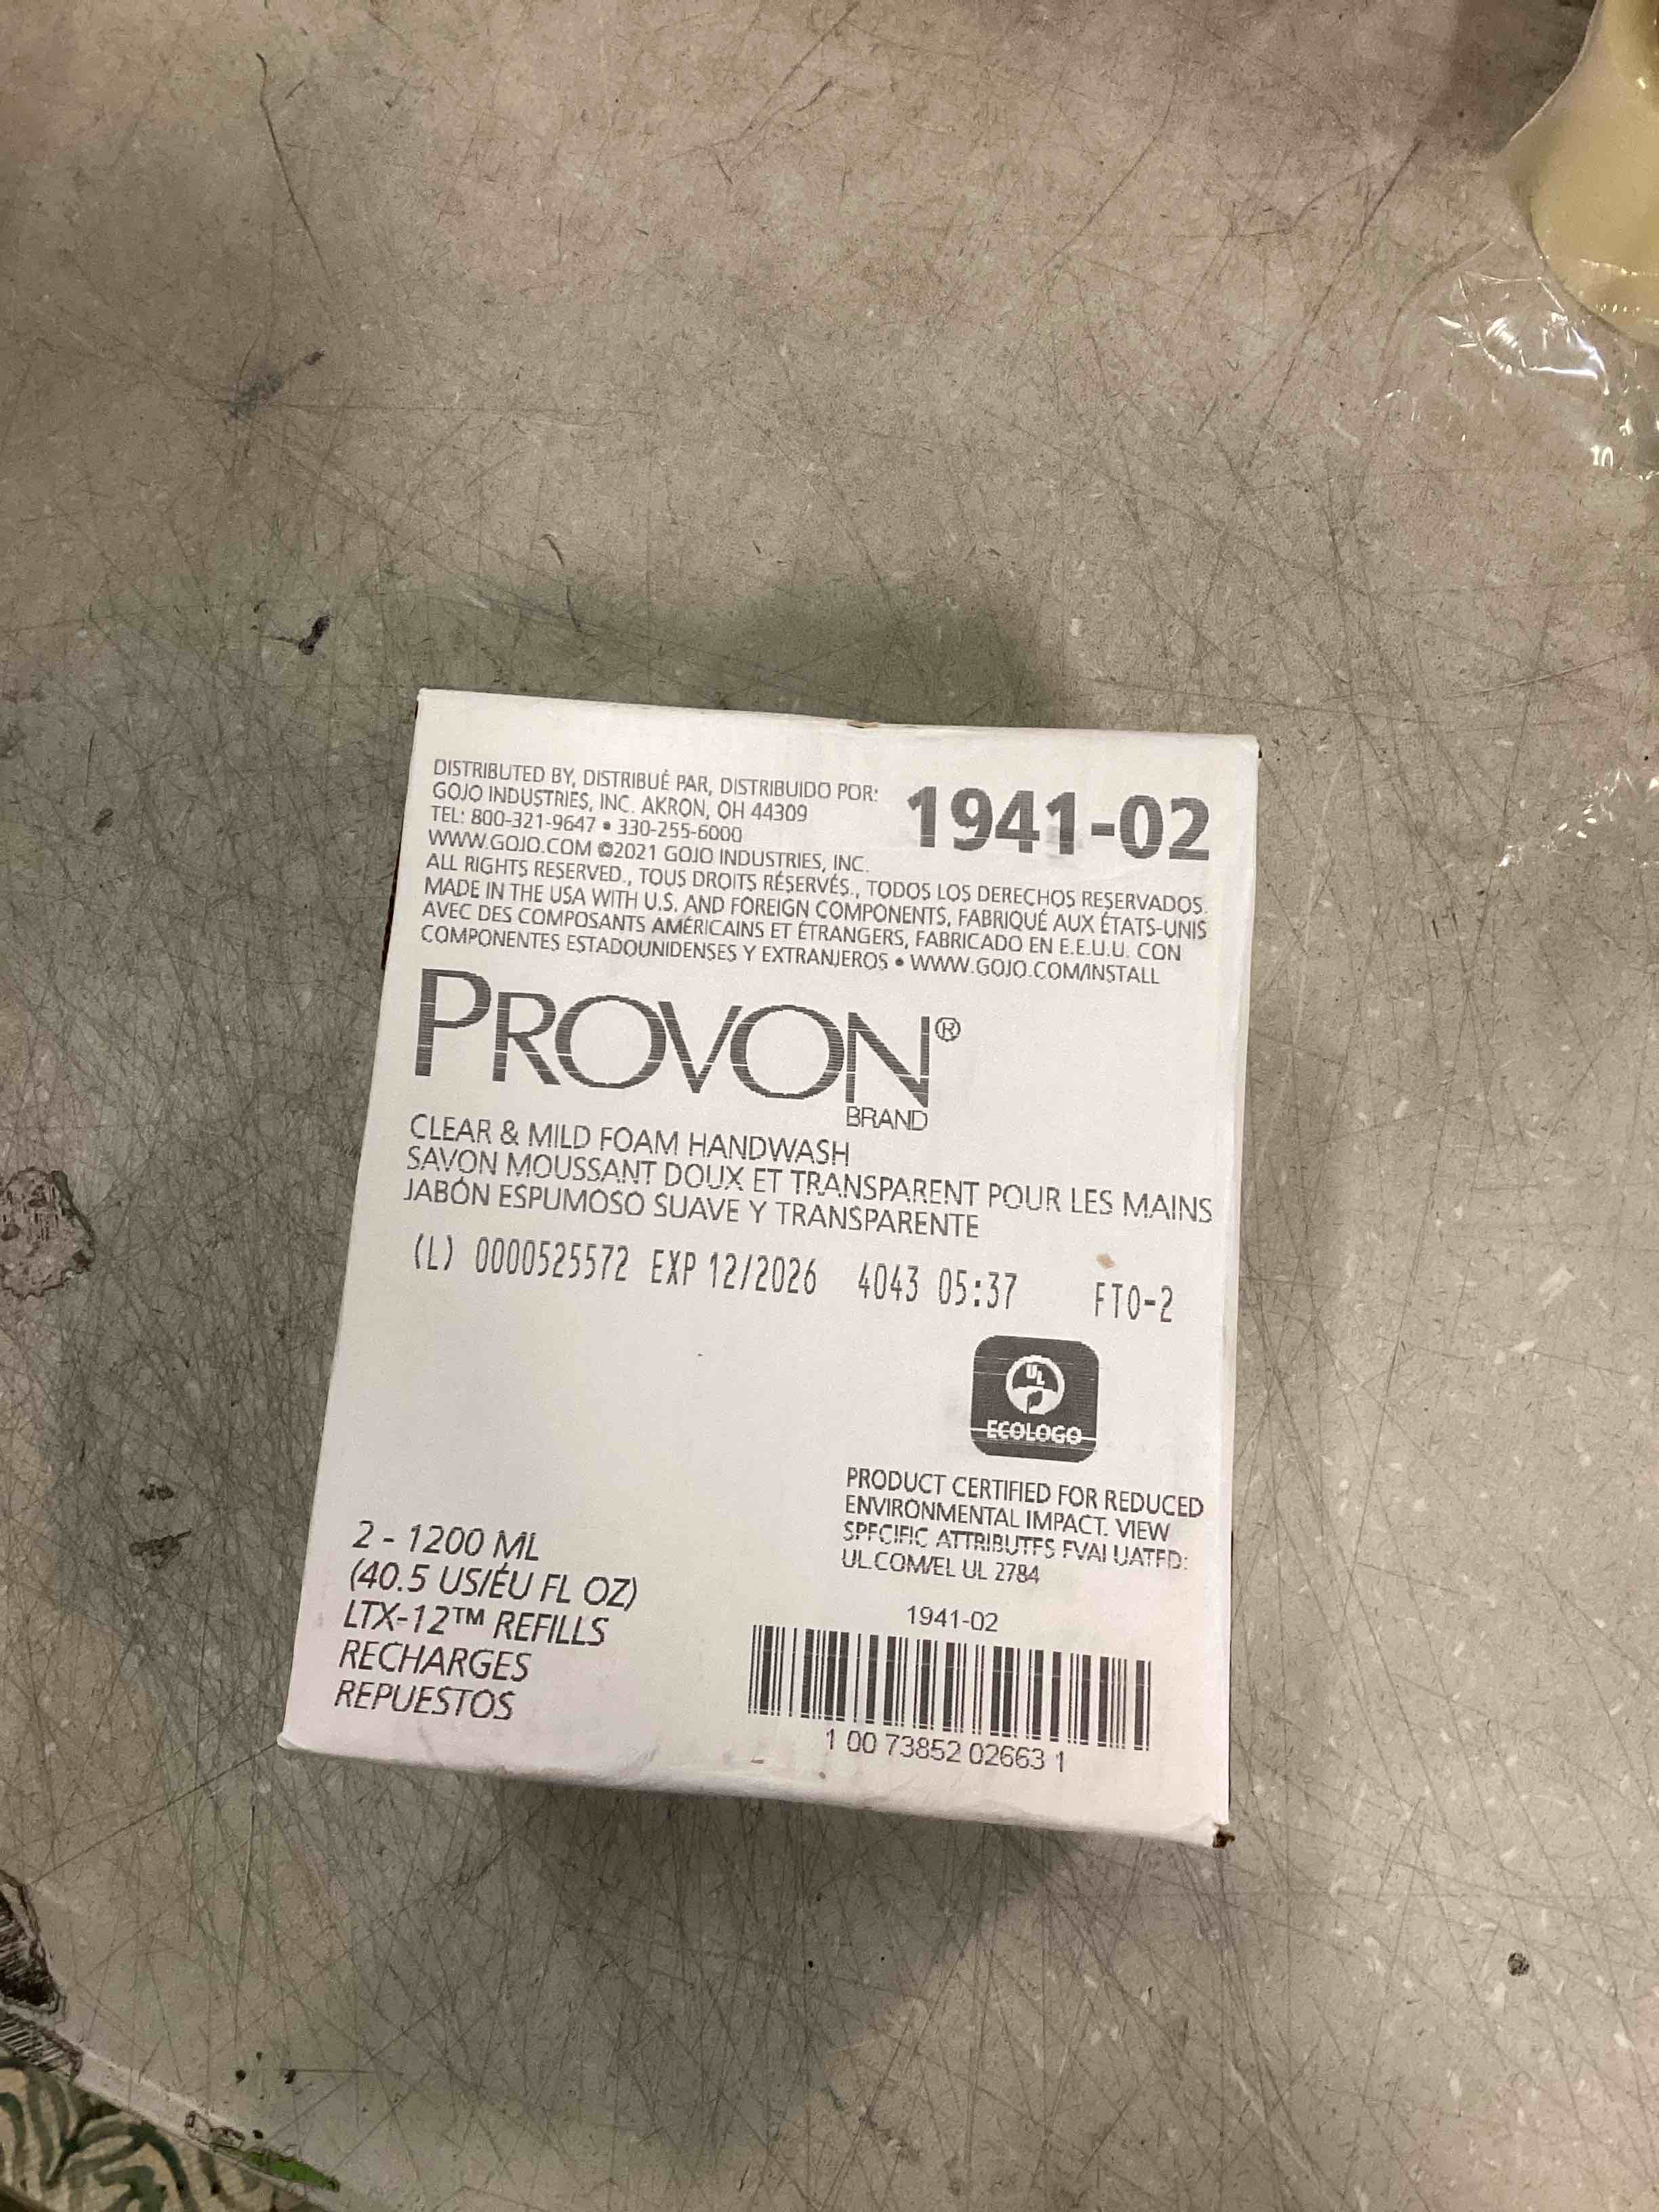 DISTRIBUTED BY, DISTRIBUÉ PAR, DISTRIBUIDO POR:
GOJO INDUSTRIES, INC. AKRON, OH 44309
TEL: 800-321-9647 • 330-255-6000
WWW.GOJO.COM ©2021 GOJO INDUSTRIES, INC.
1941-02
ALL RIGHTS RESERVED., TOUS DROITS RÉSERVÉS., TODOS LOS DERECHOS RESERVADOS.
MADE IN THE USA WITH U.S. AND FOREIGN COMPONENTS, FABRIQUÉ AUX ÉTATS-UNIS
AVEC DES COMPOSANTS AMÉRICAINS ET ÉTRANGERS, FABRICADO EN E.E.U.U. CON
COMPONENTES ESTADOUNIDENSES Y EXTRANJEROS • WWW.GOJO.COM/INSTALL
PROVON®
BRAND
CLEAR & MILD FOAM HANDWASH
SAVON MOUSSANT DOUX ET TRANSPARENT POUR LES MAINS
JABÓN ESPUMOSO SUAVE Y TRANSPARENTE
(L) 0000525572 EXP 12/2026 4043 05:37 FTO-2
UL
ECOLOGO
PRODUCT CERTIFIED FOR REDUCED
ENVIRONMENTAL IMPACT. VIEW
SPECIFIC ATTRIBUTES EVALUATED:
UL.COM/EL UL 2784
2 - 1200 ML
(40.5 US/ÉU FL OZ)
LTX-12™ REFILLS
RECHARGES
REPUESTOS
1941-02
1 00 73852 02663 1